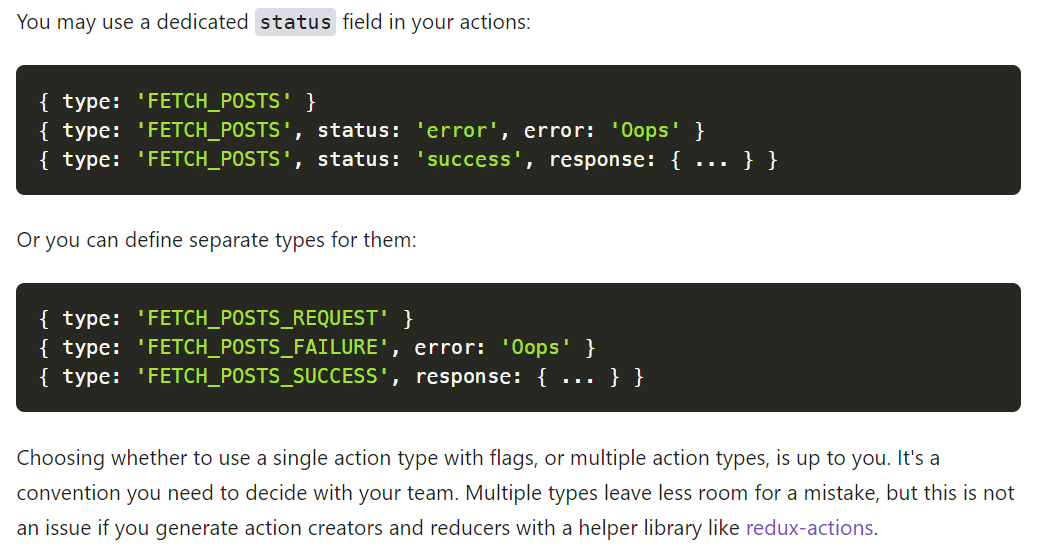 You may use a dedicated status field in your actions:
{ type: 'FETCH_POSTS' }
{ type: 'FETCH_POSTS', status: 'error', error: 'Oops' }
{ type: 'FETCH_POSTS', status: 'success', response: { ... } }
Or you can define separate types for them:
{ type: 'FETCH_POSTS_REQUEST' }
{ type: 'FETCH_POSTS_FAILURE', error: 'Oops' }
{ type: 'FETCH_POSTS_SUCCESS', response: { ... } }
Choosing whether to use a single action type with flags, or multiple action types, is up to you. It's a
convention you need to decide with your team. Multiple types leave less room for a mistake, but this is not
an issue if you generate action creators and reducers with a helper library like redux-actions.